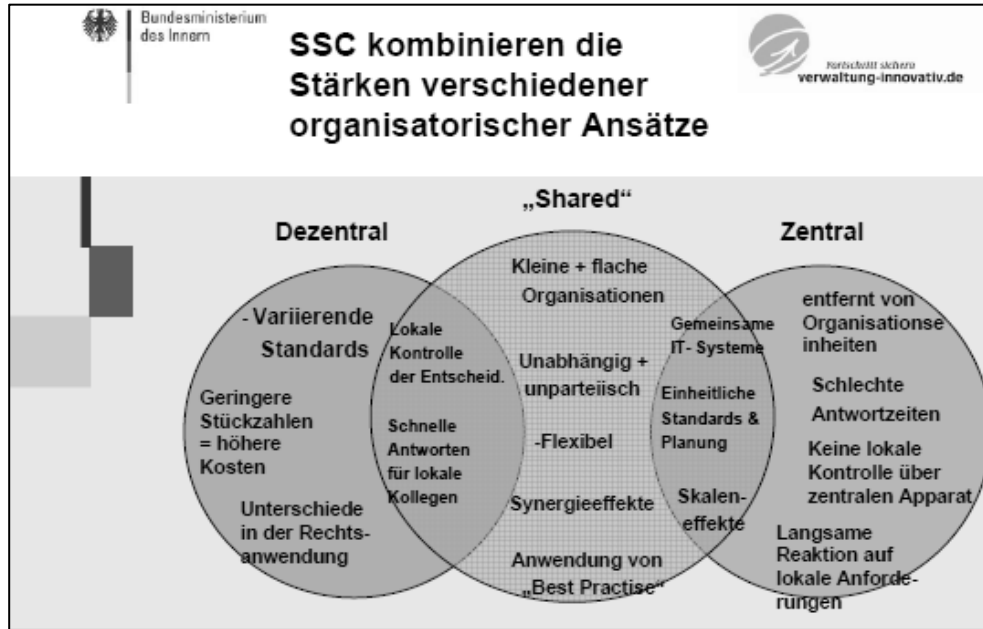 Bundesministerium
des Innern
SSC kombinieren die
Stärken verschiedener
organisatorischer Ansätze
Fortschritt sichern
verwaltung-innovativ.de
„Shared“
Dezentral
Zentral
- Variierende
Standards
Geringere
Stückzahlen
= höhere
Kosten
Unterschiede
in der Rechts-
anwendung
Lokale
Kontrolle
der Entscheid.
Schnelle
Antworten
für lokale
Kollegen
Kleine + flache
Organisationen
Unabhängig +
unparteiisch
-Flexibel
Synergieeffekte
Anwendung von
„Best Practise“
Gemeinsame
IT- Systeme
Einheitliche
Standards &
Planung
Skalen-
effekte
entfernt von
Organisationse
inheiten
Schlechte
Antwortzeiten
Keine lokale
Kontrolle über
zentralen Apparat
Langsame
Reaktion auf
lokale Anforde-
rungen